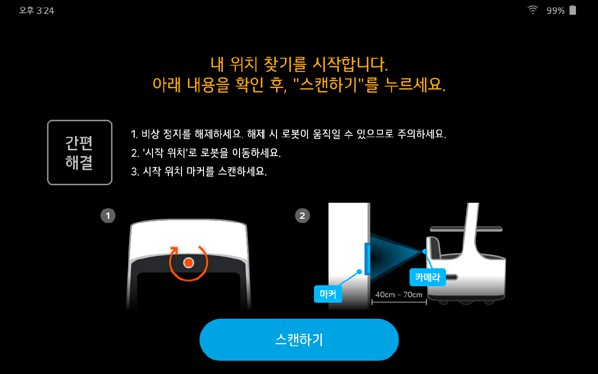 오후 3:24
99%
내 위치 찾기를 시작합니다.
아래 내용을 확인 후, "스캔하기"를 누르세요.
간편
해결
1. 비상 정지를 해제하세요. 해제 시 로봇이 움직일 수 있으므로 주의하세요.
2. '시작 위치'로 로봇을 이동하세요.
3. 시작 위치 마커를 스캔하세요.
1
2
마커
카메라
40cm - 70cm
스캔하기